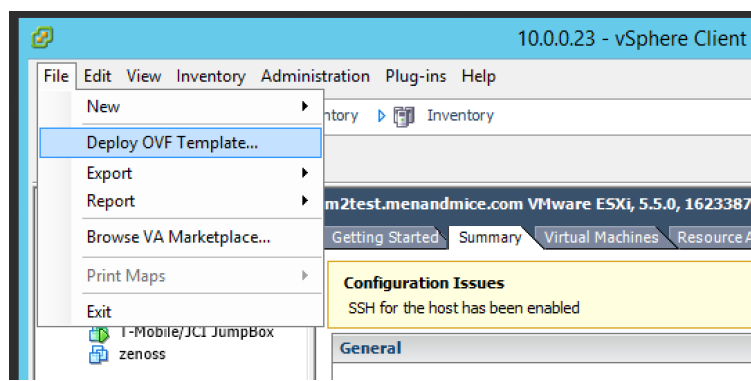 10.0.0.23 - vSphere Client
File Edit View Inventory Administration Plug-ins Help
New
ntory Inventory
Deploy OVF Template...
Export
Report
m2test.menandmice.com VMware ESXi, 5.5.0, 1623387
Browse VA Marketplace...
Getting Started Summary Virtual Machines Resource A
Print Maps
Configuration Issues
Exit
SSH for the host has been enabled
T-Mobile/JCI JumpBox
zenoss
General